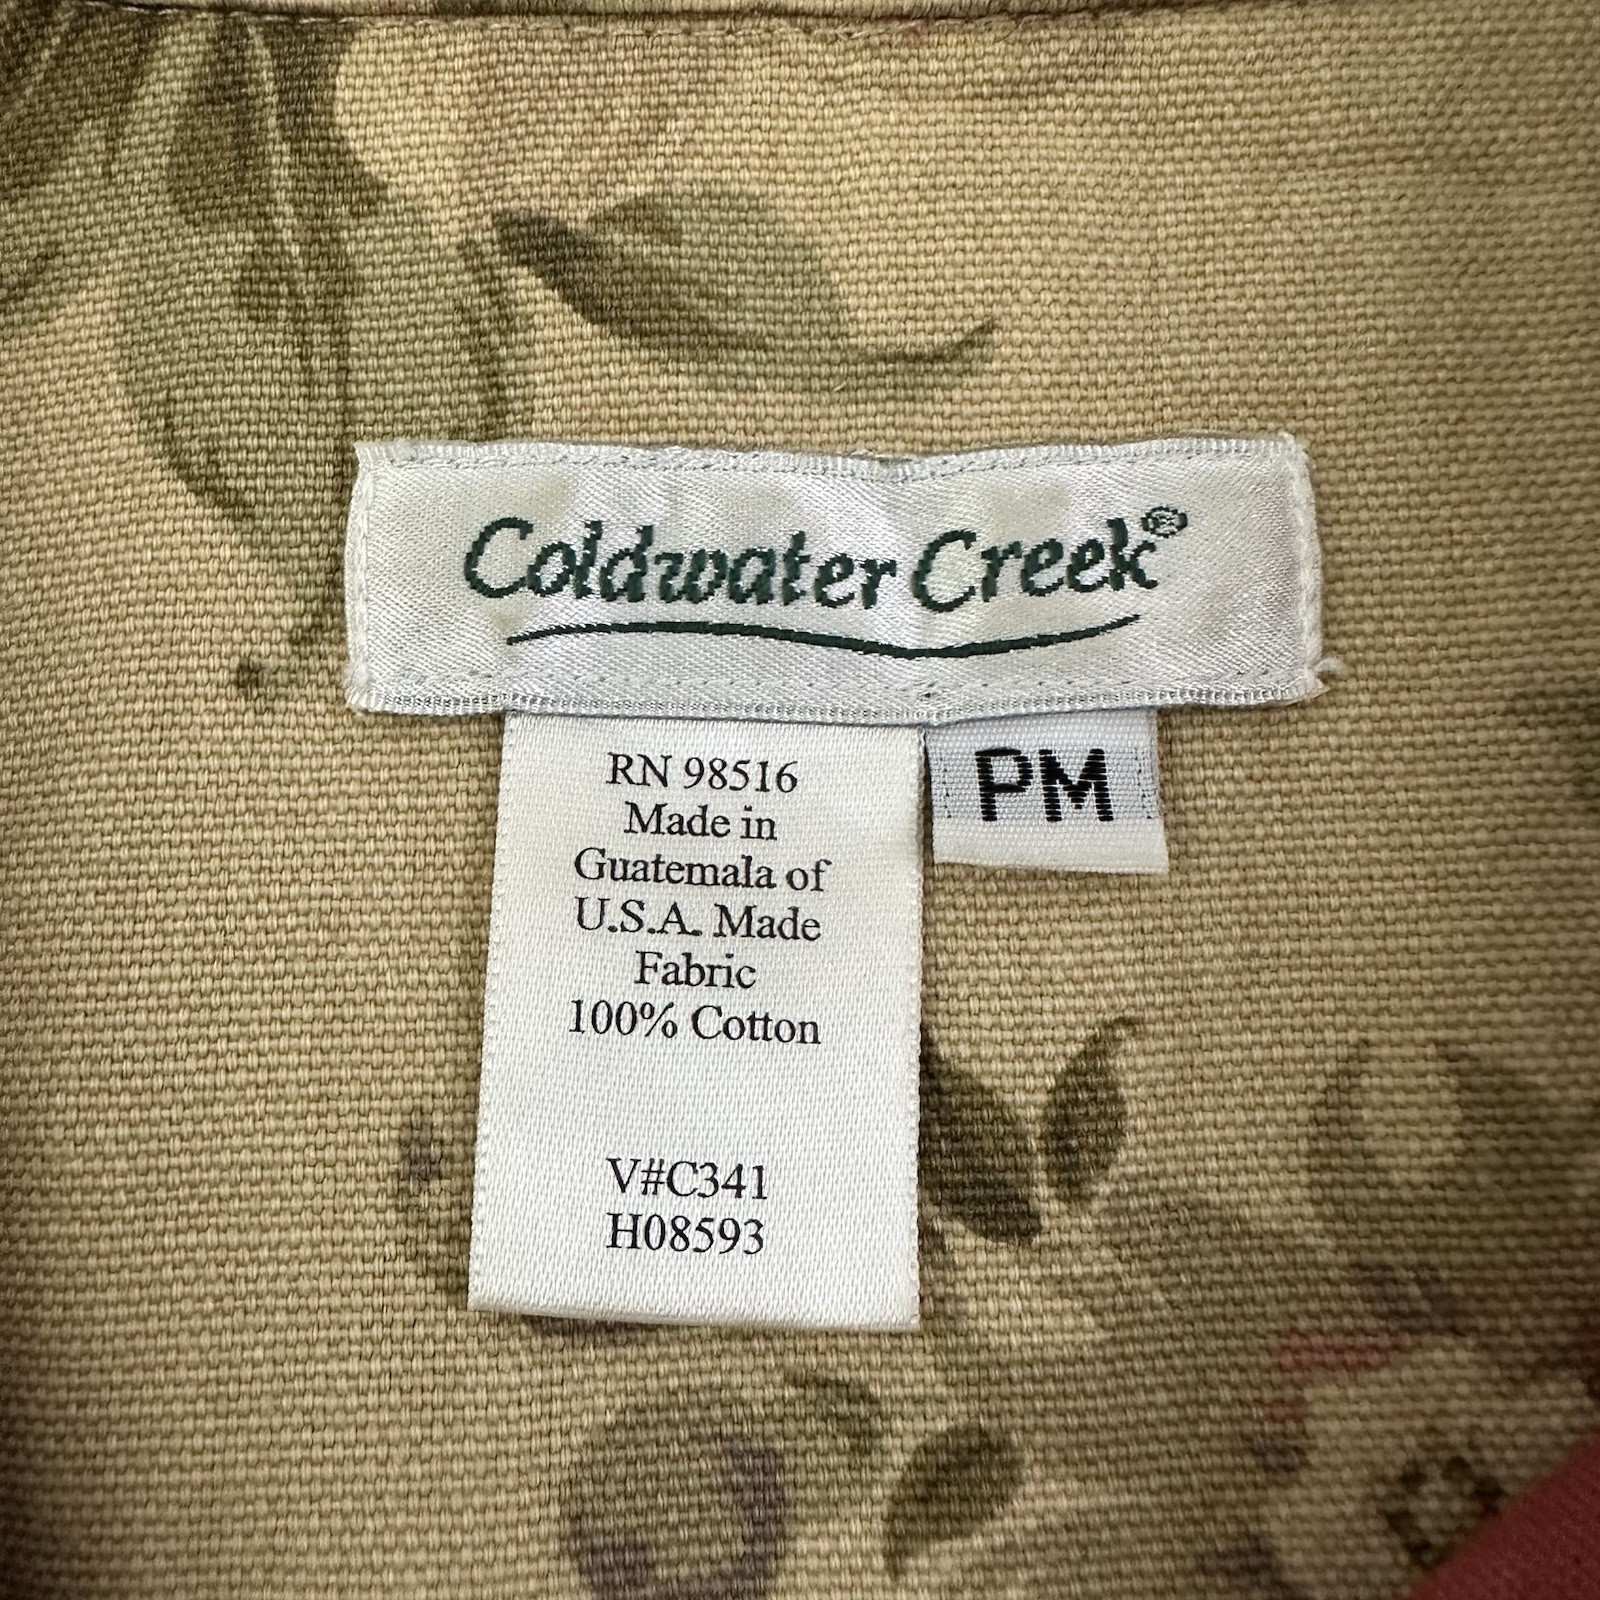 Coldwater Creek®
PM
RN 98516
Made in
Guatemala of
U.S.A. Made
Fabric
100% Cotton
V#C341
H08593